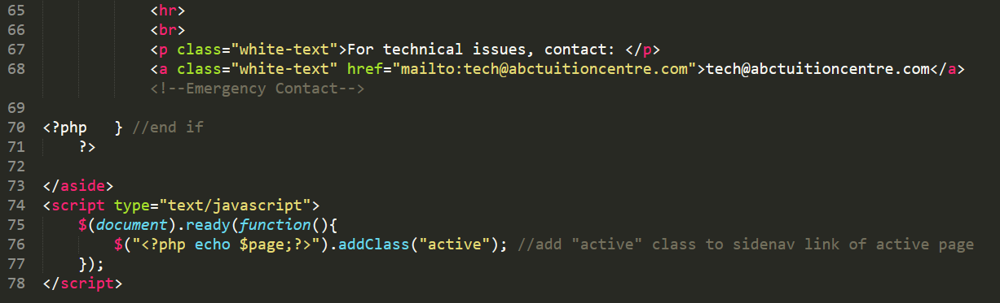 65 <hr>
66 <br>
67 <p class="white-text">For technical issues, contact: </p>
68 <a class="white-text" href="mailto:tech@abctuitioncentre.com">tech@abctuitioncentre.com</a>
<!--Emergency Contact-->
69
70 <?php   } //end if
71 ?>
72
73 </aside>
74 <script type="text/javascript">
75 $(document).ready(function(){
76 $("<?php echo $page;?>").addClass("active"); //add "active" class to sidenav link of active page
77 });
78 </script>